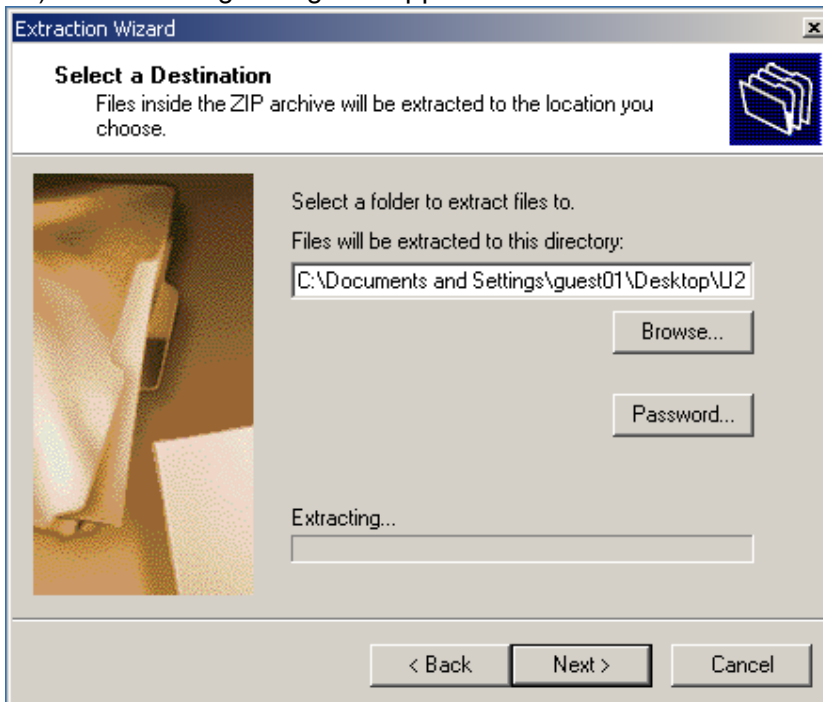 Extraction Wizard
Select a Destination
Files inside the ZIP archive will be extracted to the location you
choose.
Select a folder to extract files to.
Files will be extracted to this directory:
C:\Documents and Settings\guest01\Desktop\U2
Browse...
Password...
Extracting...
< Back Next > Cancel